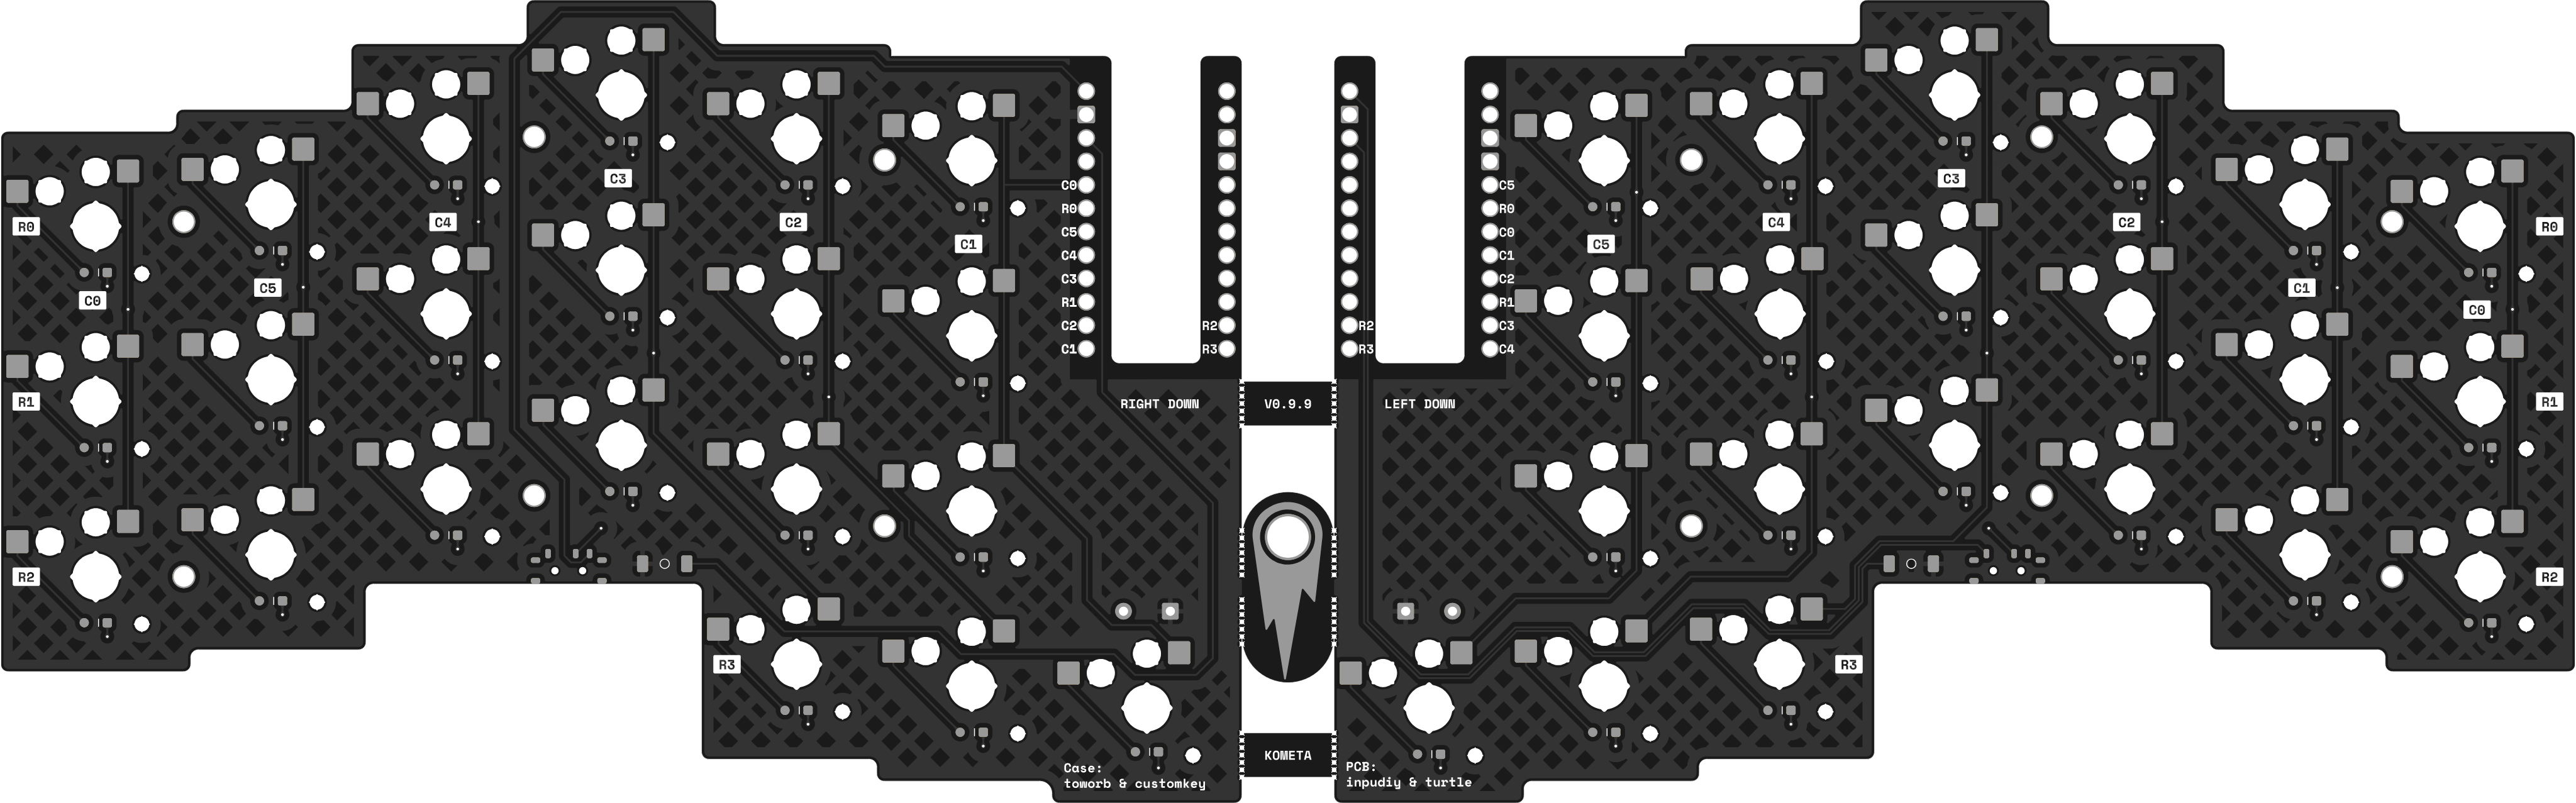 C3
C3
C0
R0
C5
C4
C3
R1
C2
C1
R2
R3
R2
R3
C5
R0
C0
C1
C2
R1
C3
C4
R0
C4
C2
C1
C5
C4
C2
R0
C0
C5
C1
C0
R1
RIGHT DOWN
V0.9.9
LEFT DOWN
R1
R2
R2
R3
R3
KOMETA
Case:
toworb & customkey
PCB:
inpudiy & turtle